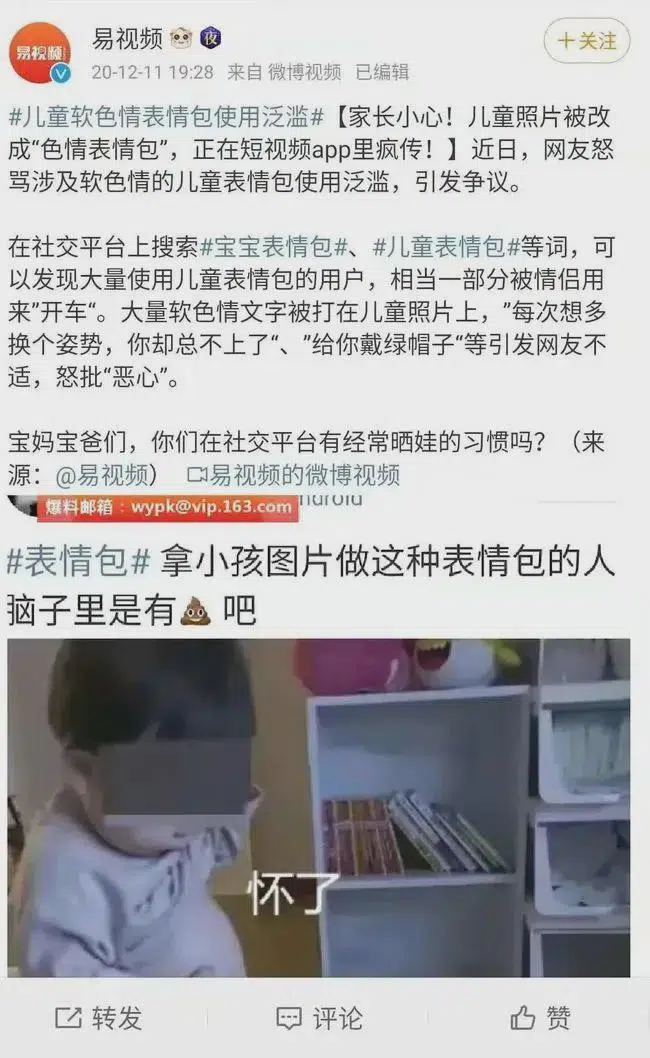 易视频
易视频
夜
十关注
20-12-11 19:28 来自 微博视频 已编辑
#儿童软色情表情包使用泛滥#【家长小心！儿童照片被改
成“色情表情包”，正在短视频app里疯传！】近日，网友怒
骂涉及软色情的儿童表情包使用泛滥，引发争议。
在社交平台上搜索#宝宝表情包#、#儿童表情包#等词，可
以发现大量使用儿童表情包的用户，相当一部分被情侣用
来”开车“。大量软色情文字被打在儿童照片上，”每次想多
换个姿势，你却总不上了“、”给你戴绿帽子“等引发网友不
适，怒批“恶心”。
宝妈宝爸们，你们在社交平台有经常晒娃的习惯吗？（来
源：@易视频） 易视频的微博视频
爆料邮箱：wypk@vip.163.com
#表情包# 拿小孩图片做这种表情包的人
脑子里是有💩 吧
怀了
转发 评论 赞